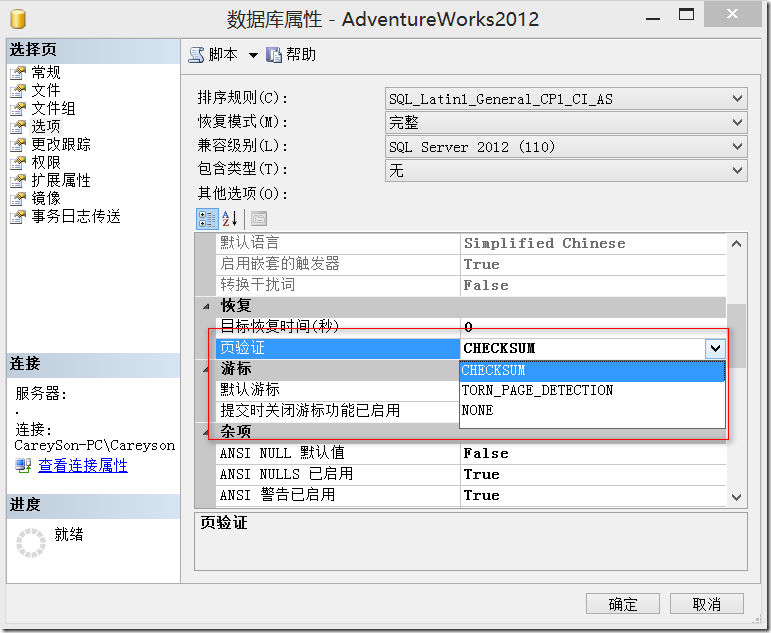 数据库属性 - AdventureWorks2012
选择页
常规
文件
文件组
选项
更改跟踪
权限
扩展属性
镜像
事务日志传送
连接
服务器:
.
连接:
CareySon-PC\Careyson
查看连接属性
进度
就绪
脚本
帮助
排序规则(C): SQL_Latin1_General_CP1_CI_AS
恢复模式(M): 完整
兼容级别(L): SQL Server 2012 (110)
包含类型(T): 无
其他选项(O):
默认语言 Simplified Chinese
启用嵌套的触发器 True
转换干扰词 False
恢复
目标恢复时间(秒) 0
页验证 CHECKSUM
游标 CHECKSUM
默认游标 TORN_PAGE_DETECTION
提交时关闭游标功能已启用 NONE
杂项
ANSI NULL 默认值 False
ANSI NULLS 已启用 True
ANSI 警告已启用 True
页验证
确定 取消